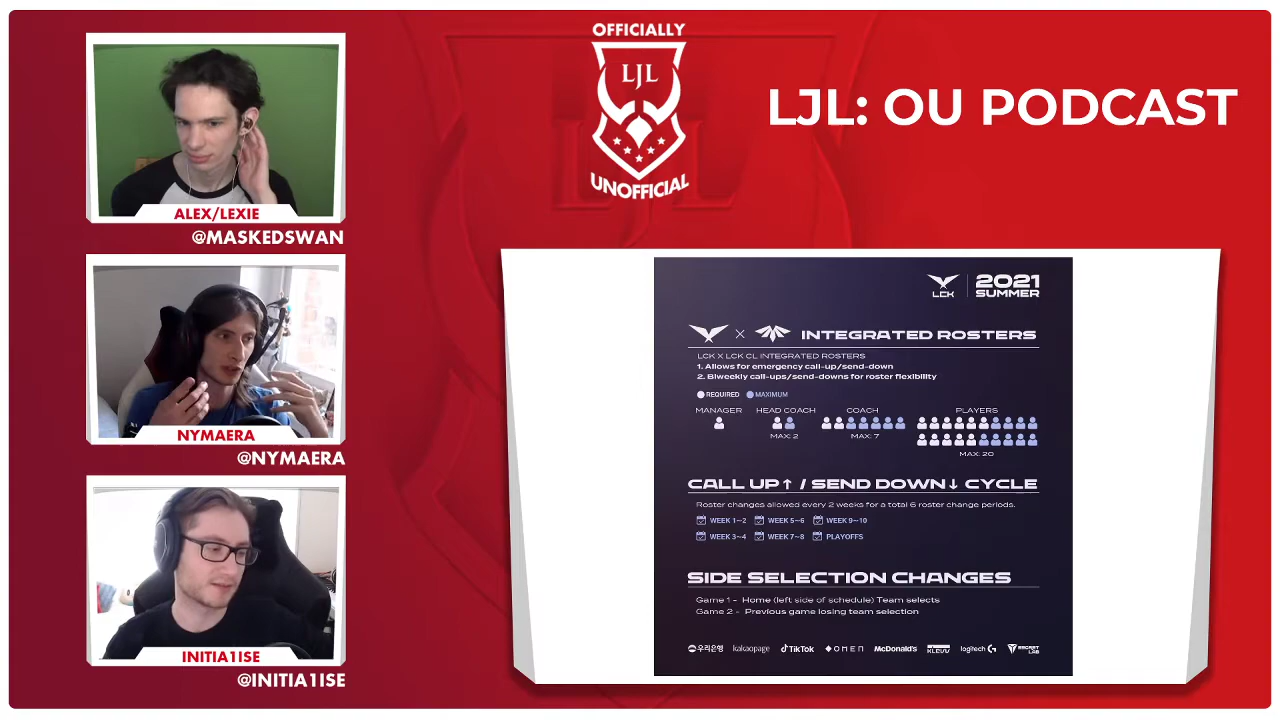 OFFICIALLY
LJL
UNOFFICIAL
LJL: OU PODCAST
ALEX/LEXIE
@MASKEDSWAN
NYMAERA
@NYMAERA
INITIA1ISE
@INITIA1ISE
LCK
2021
SUMMER
× INTEGRATED ROSTERS
LCK X LCK CL INTEGRATED ROSTERS
1. Allows for emergency call-up/send-down
2. Biweekly call-ups/send-downs for roster flexibility
REQUIRED MAXIMUM
MANAGER HEAD COACH COACH PLAYERS
MAX: 2 MAX: 7
MAX: 20
CALL UP↑ / SEND DOWN↓ CYCLE
Roster changes allowed every 2 weeks for a total 6 roster change periods.
WEEK 1~2 WEEK 5~6 WEEK 9~10
WEEK 3~4 WEEK 7~8 PLAYOFFS
SIDE SELECTION CHANGES
Game 1 - Home (left side of schedule) Team selects
Game 2.- Previous game losing team selection
우리은행 kakaopage TikTok OMEN McDonald's KLEVV logitech G SECRET LAB